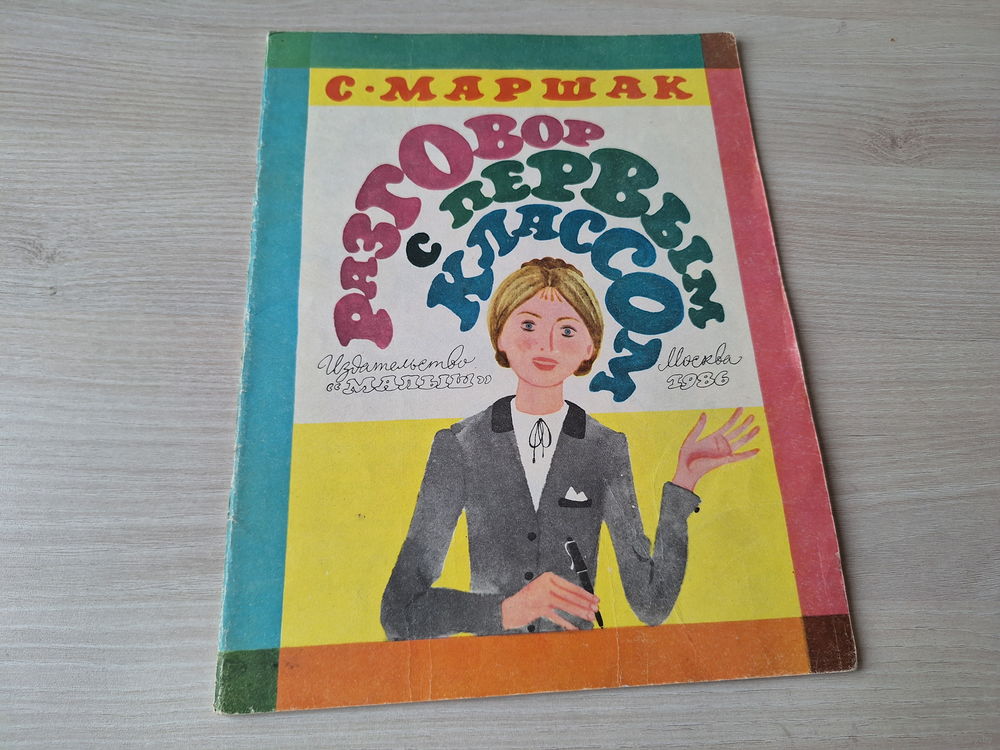 С·МАРШАК
РАЗГОВОР
С ПЕРВЫМ
КЛАССОМ
Издательство
«МАЛЫШ»
Москва
1986